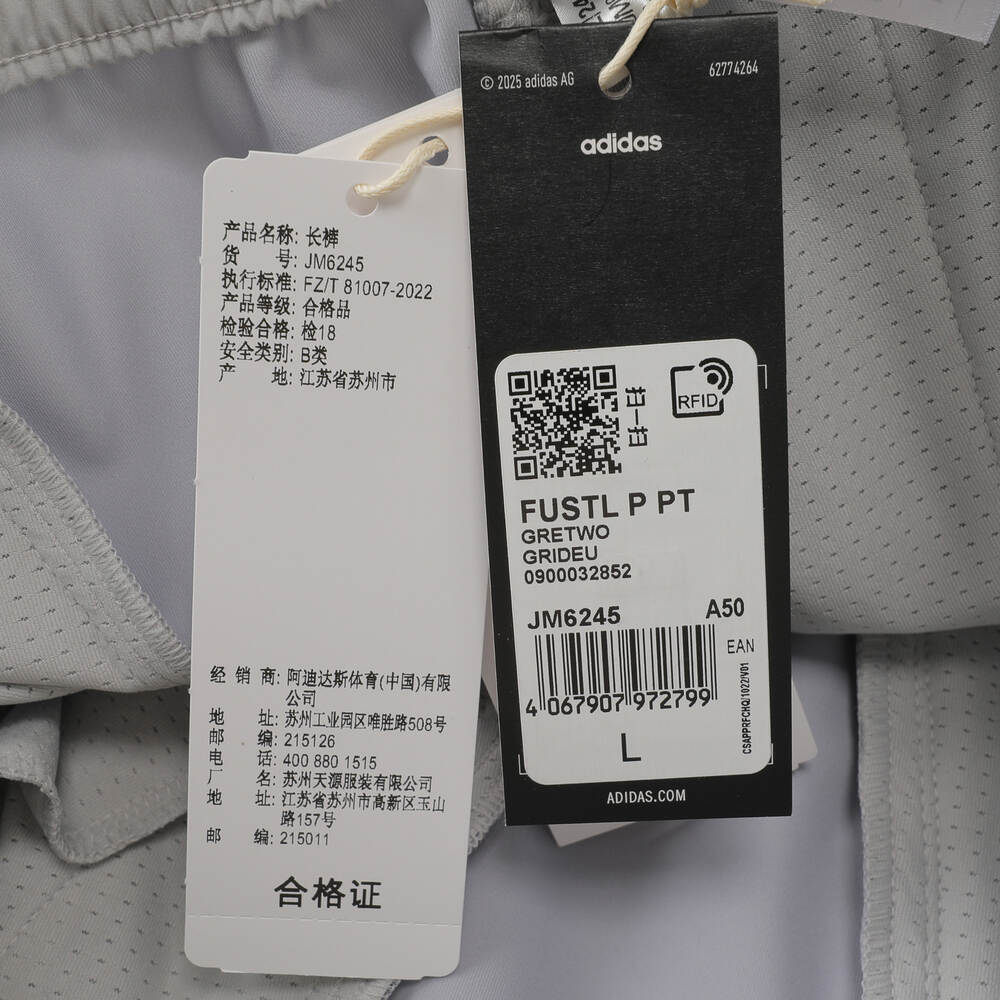 产品名称: 长裤
货 号: JM6245
执行标准: FZ/T 81007-2022
产品等级: 合格品
检验合格: 检18
安全类别: B类
产 地: 江苏省苏州市
经 销 商: 阿迪达斯体育(中国)有限
公司
地 址: 苏州工业园区唯胜路508号
邮 编: 215126
电 话: 400 880 1515
厂 名: 苏州天源服装有限公司
地 址: 江苏省苏州市高新区玉山
路157号
邮 编: 215011
合格证
© 2025 adidas AG
62774264
adidas
扫一扫
RFID
FUSTL P PT
GRETWO
GRIDEU
0900032852
JM6245
A50
EAN
4 067907 972799
CSAPPRFCHQ/1022/V01
L
ADIDAS.COM